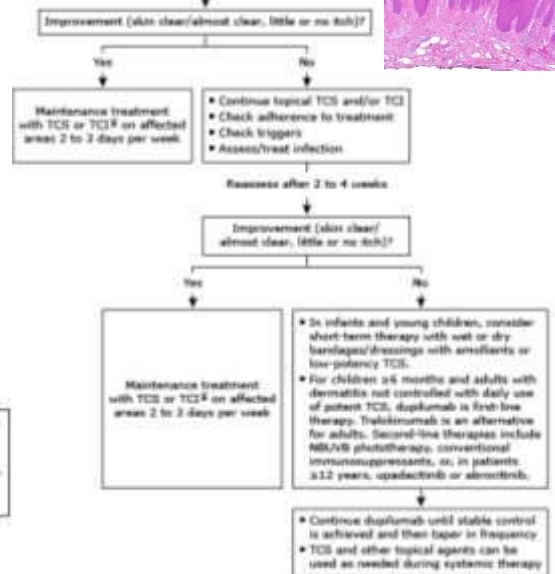 Improvement (skin clear/almost clear, little or no itch)?
Yes
No
Maintenance treatment
with TCS or TCI¥ on affected
areas 2 to 3 days per week
• Continue topical TCS and/or TCI
• Check adherence to treatment
• Check triggers
• Assess/treat infection
Reassess after 2 to 4 weeks
Improvement (skin clear/
almost clear, little or no itch)?
Yes
No
Maintenance treatment
with TCS or TCI¥ on affected
areas 2 to 3 days per week
• In infants and young children, consider
short-term therapy with wet or dry
bandages/dressings with emollients or
low-potency TCS.
• For children ≥6 months and adults with
dermatitis not controlled with daily use
of potent TCS, dupilumab is first-line
therapy. Tralokinumab is an alternative
for adults. Second-line therapies include
NBUVB phototherapy, conventional
immunosuppressants, or, in patients
≥12 years, upadacitinib or abrocitinib.
• Continue dupilumab until stable control
is achieved and then taper in frequency
• TCS and other topical agents can be
used as needed during systemic therapy